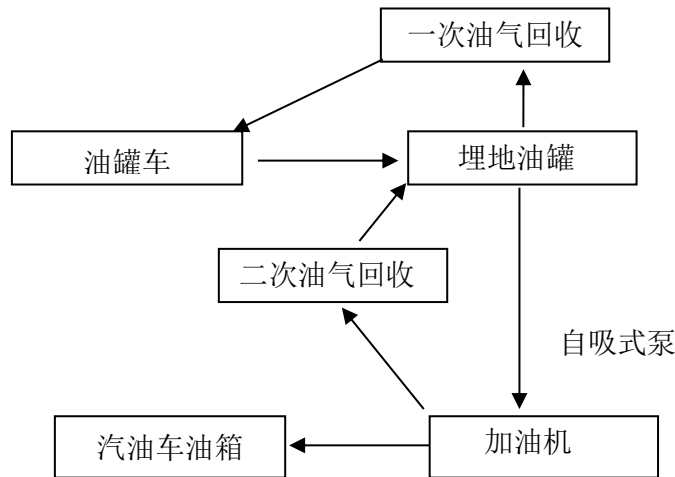 一次油气回收
油罐车
埋地油罐
二次油气回收
自吸式泵
汽油车油箱
加油机